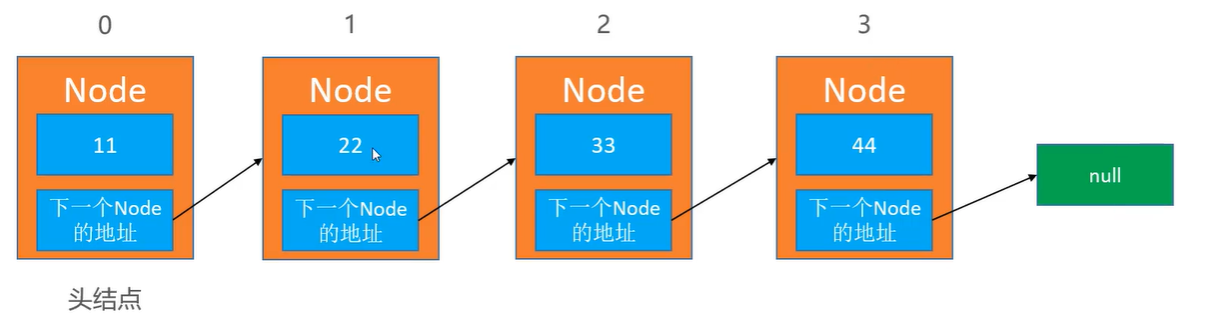 0
1
2
3
Node
Node
Node
Node
11
22
33
44
null
下一个Node
的地址
下一个Node
的地址
下一个Node
的地址
下一个Node
的地址
头结点